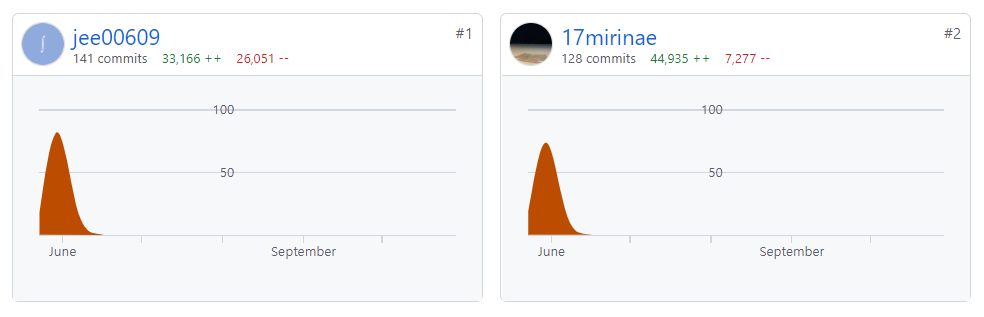 jee00609
#1
141 commits 33,166 ++ 26,051 --
100
50
June
September
17mirinae
#2
128 commits 44,935 ++ 7,277 --
100
50
June
September